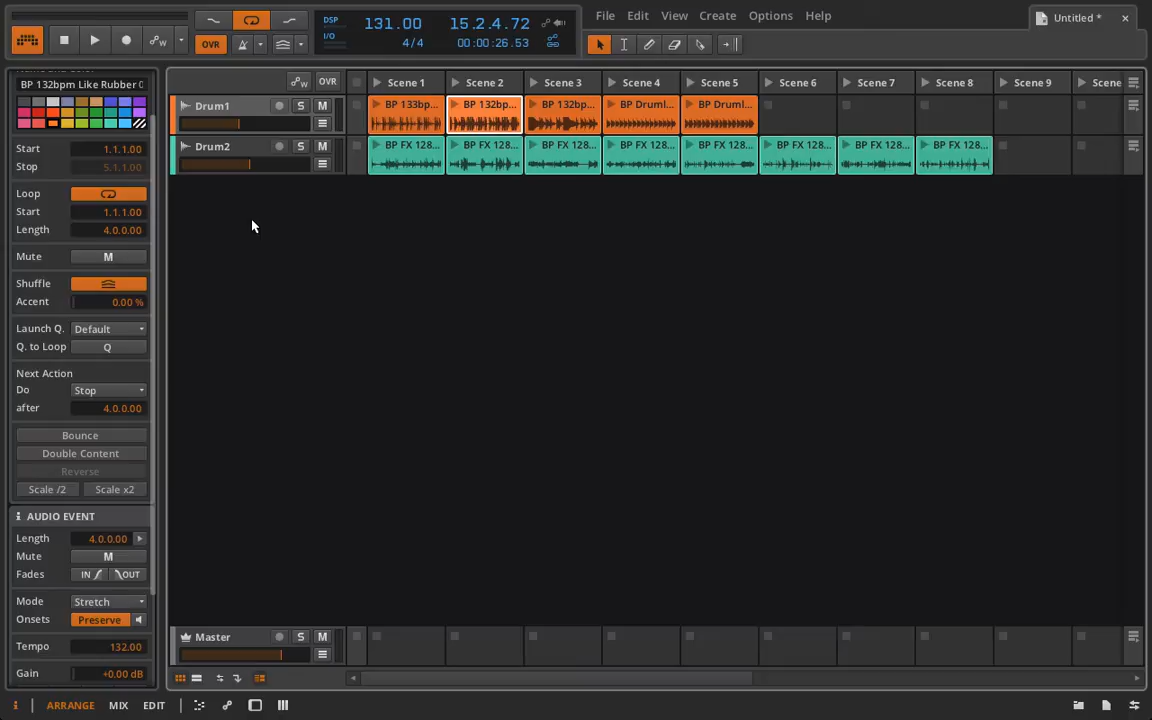 DSP
I/O
131.00
15.2.4.72
4/4
00:00:26.53
File Edit View Create Options Help
Untitled *
OVR
BP 132bpm Like Rubber
Start 1.1.1.00
Stop 5.1.1.00
Loop
Start 1.1.1.00
Length 4.0.0.00
Mute M
Shuffle
Accent 0.00 %
Launch Q. Default
Q. to Loop Q
Next Action
Do Stop
after 4.0.0.00
Bounce
Double Content
Reverse
Scale /2 Scale x2
AUDIO EVENT
Length 4.0.0.00
Mute M
Fades IN OUT
Mode Stretch
Onsets Preserve
Tempo 132.00
Gain +0.00 dB
OVR Scene 1 Scene 2 Scene 3 Scene 4 Scene 5 Scene 6 Scene 7 Scene 8 Scene 9 Scene
Drum1 S M BP 133bp... BP 132bp... BP 132bp... BP Druml... BP Druml...
Drum2 S M BP FX 128... BP FX 128... BP FX 128... BP FX 128... BP FX 128... BP FX 128... BP FX 128... BP FX 128...
Master S M
i ARRANGE MIX EDIT